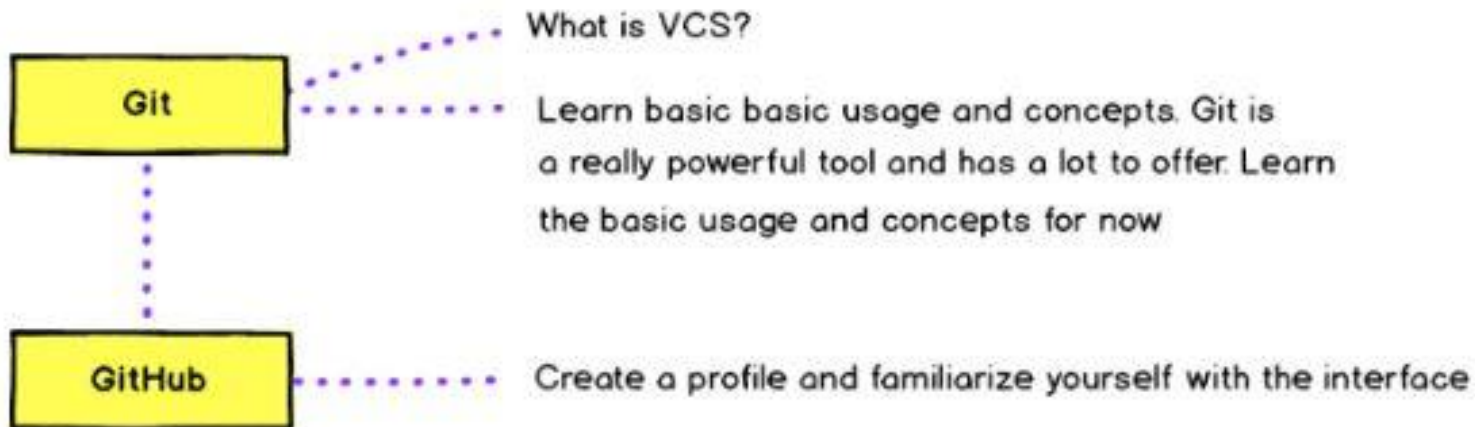 What is VCS?
Git
Learn basic basic usage and concepts. Git is
a really powerful tool and has a lot to offer. Learn
the basic usage and concepts for now
GitHub
Create a profile and familiarize yourself with the interface